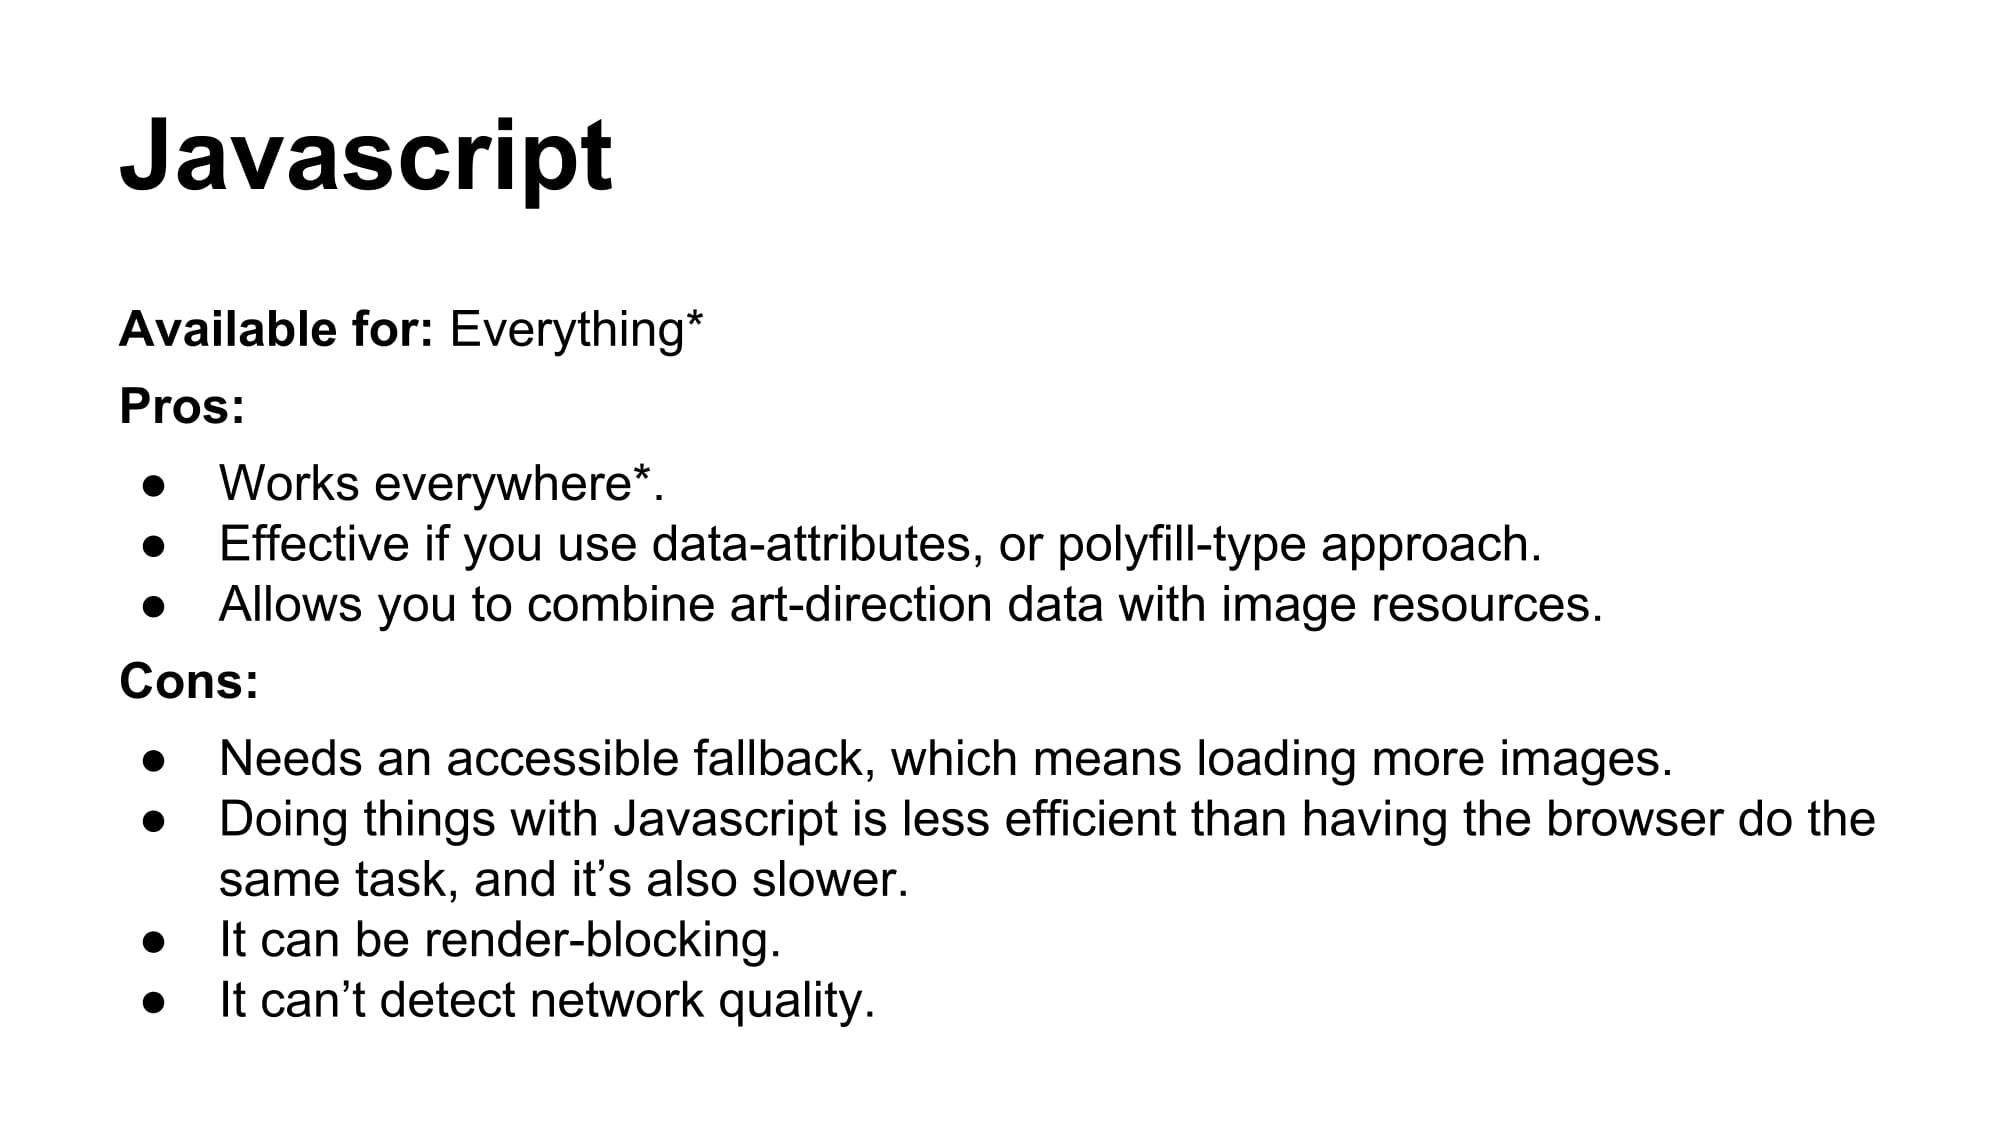 Javascript
Available for: Everything*
Pros:
● Works everywhere*.
● Effective if you use data-attributes, or polyfill-type approach.
● Allows you to combine art-direction data with image resources.
Cons:
● Needs an accessible fallback, which means loading more images.
● Doing things with Javascript is less efficient than having the browser do the
same task, and it’s also slower.
● It can be render-blocking.
● It can’t detect network quality.